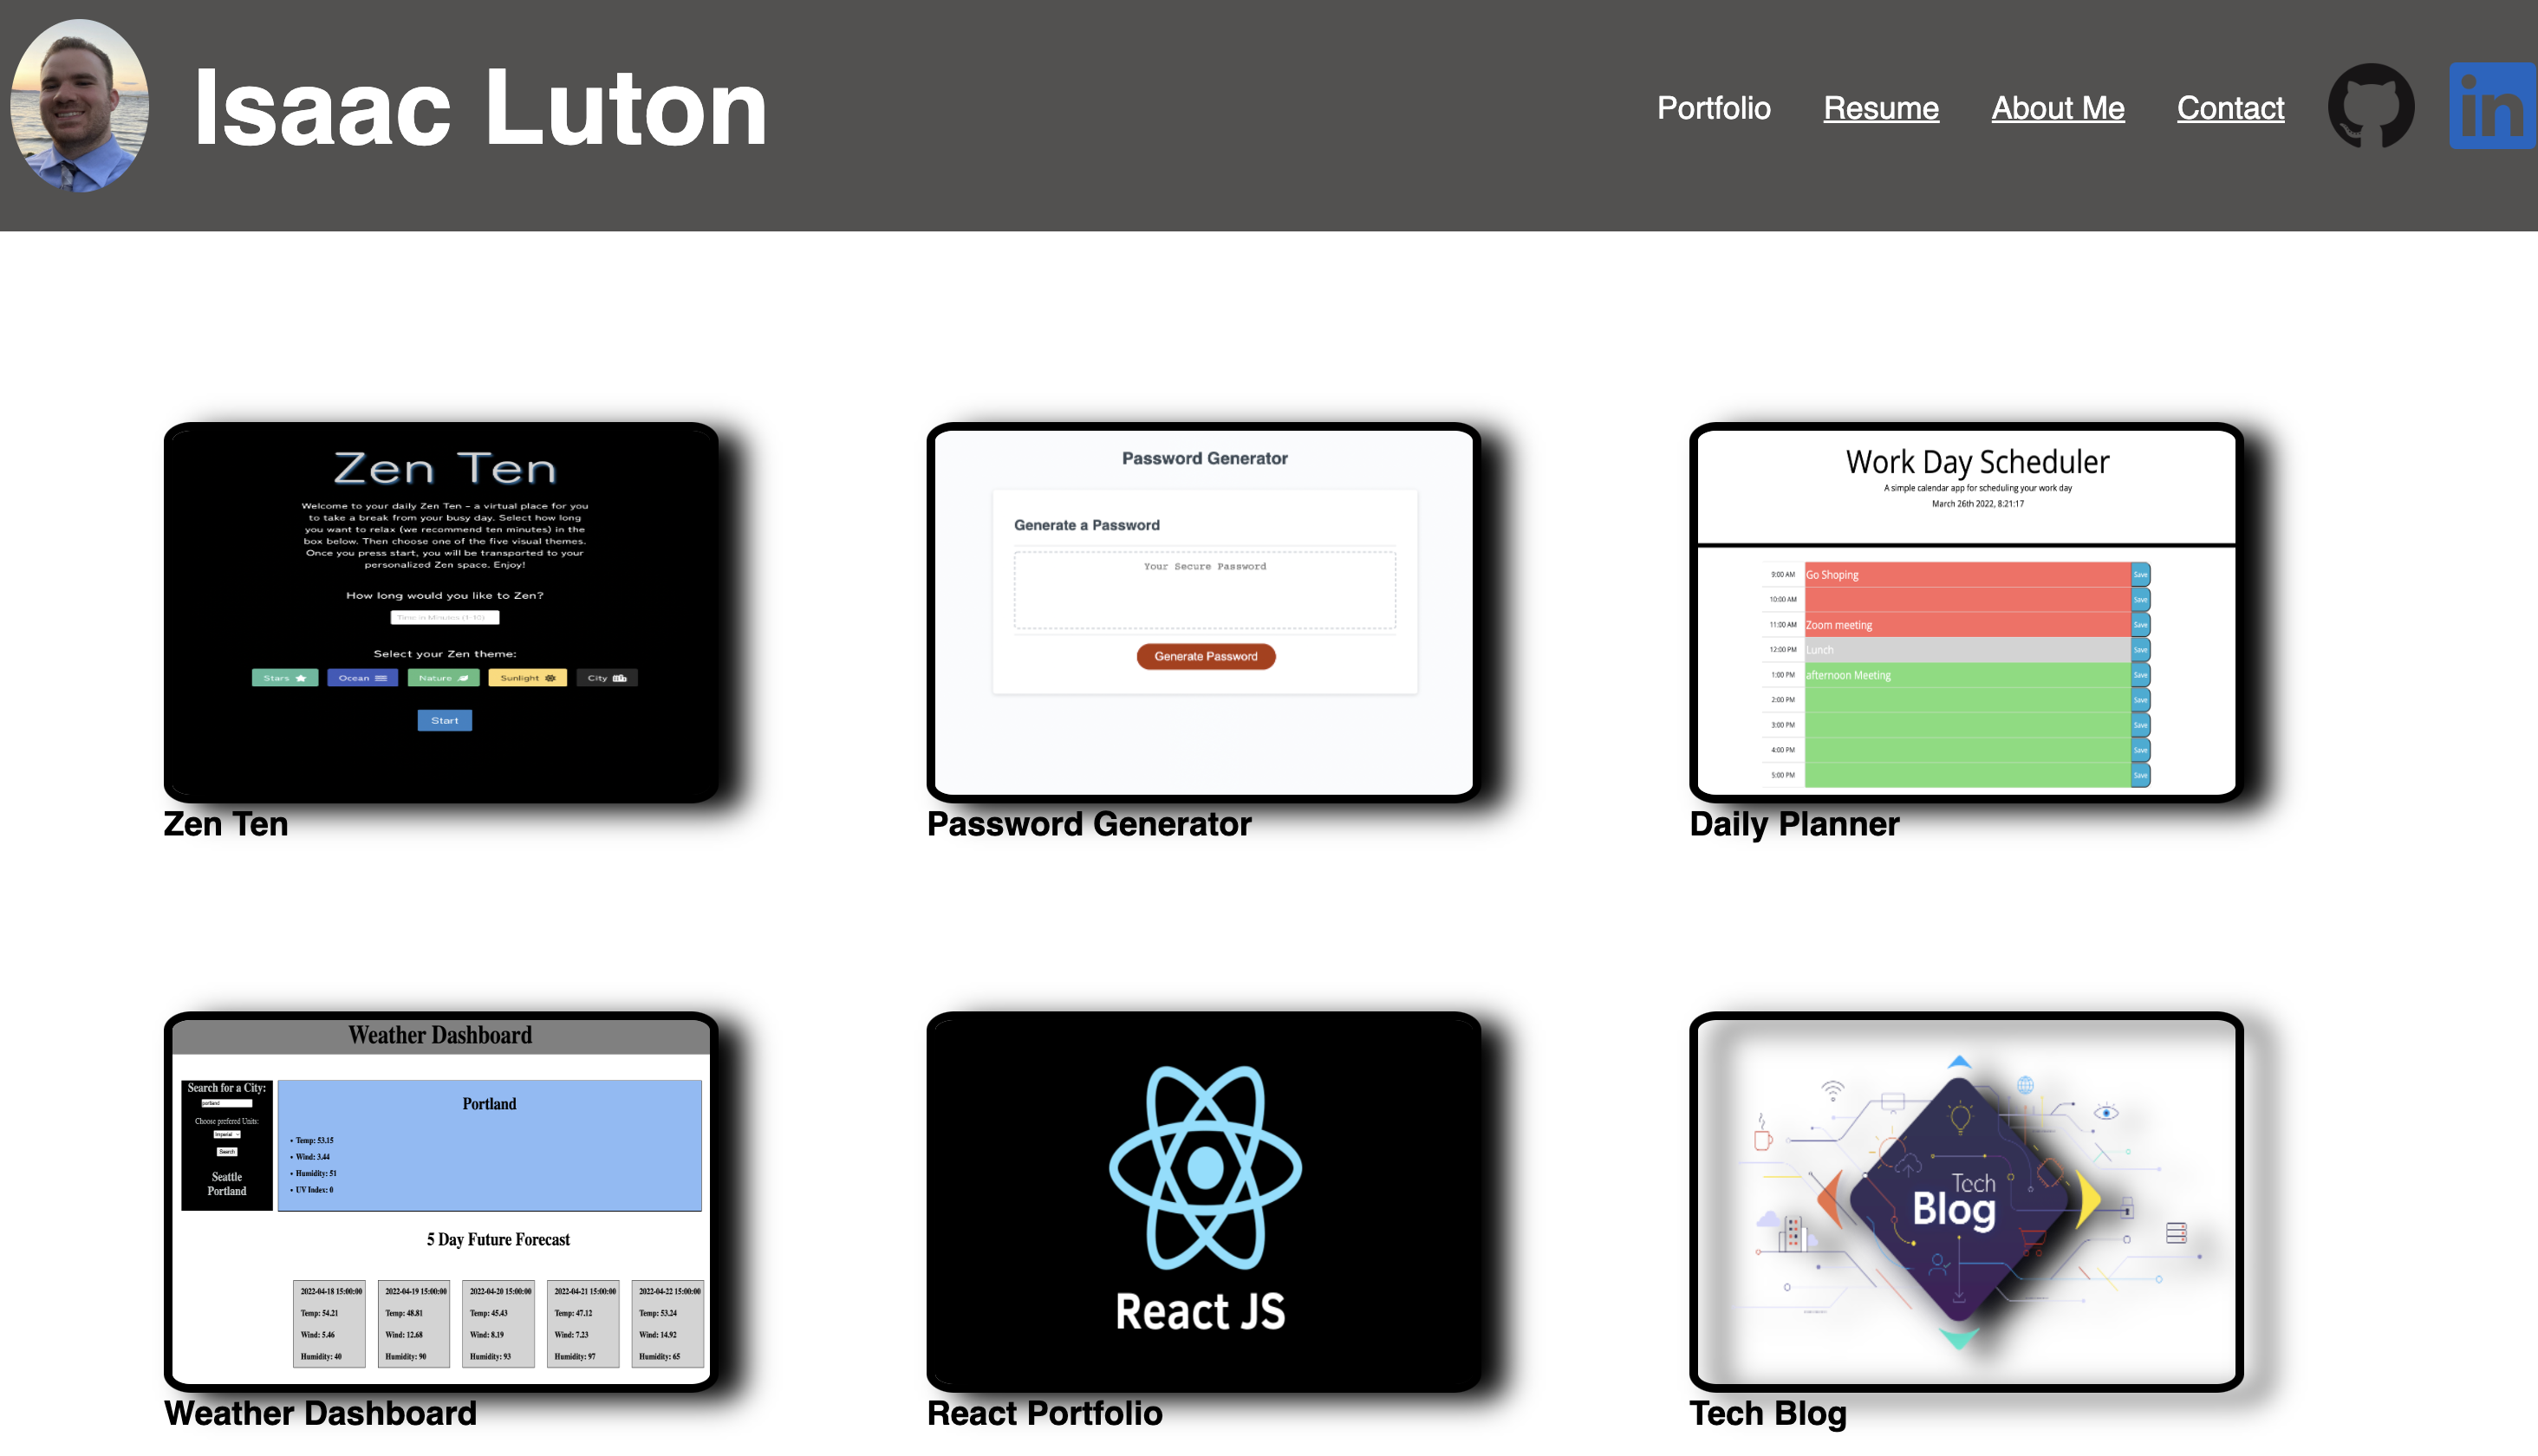 Isaac Luton
Portfolio
Resume
About Me
Contact
in
Zen Ten
Welcome to your daily Zen Ten - a virtual place for you
to take a break from your busy day. Select how long
you want to relax (we recommend ten minutes) in the
box below. Then choose one of the five visual themes.
Once you press start, you will be transported to your
personalized Zen space. Enjoy!
How long would you like to Zen?
Time in Minutes (1-10)
Select your Zen theme:
Stars
Ocean
Nature
Sunlight
City
Start
Zen Ten
Password Generator
Generate a Password
Your Secure Password
Generate Password
Password Generator
Work Day Scheduler
A simple calendar app for scheduling your work day
March 26th 2022, 8:21:17
9:00 AM Go Shoping Save
10:00 AM Save
11:00 AM Zoom meeting Save
12:00 PM Lunch Save
1:00 PM afternoon Meeting Save
2:00 PM Save
3:00 PM Save
4:00 PM Save
5:00 PM Save
Daily Planner
Weather Dashboard
Search for a City:
portland
Choose prefered Units:
Imperial
Search
Seattle
Portland
Portland
• Temp: 53.15
• Wind: 3.44
• Humidity: 51
• UV Index: 0
5 Day Future Forecast
2022-04-18 15:00:00
Temp: 54.21
Wind: 5.46
Humidity: 40
2022-04-19 15:00:00
Temp: 48.81
Wind: 12.68
Humidity: 90
2022-04-20 15:00:00
Temp: 45.43
Wind: 8.19
Humidity: 93
2022-04-21 15:00:00
Temp: 47.12
Wind: 7.23
Humidity: 97
2022-04-22 15:00:00
Temp: 53.24
Wind: 14.92
Humidity: 65
Weather Dashboard
React JS
React Portfolio
Tech
Blog
Tech Blog